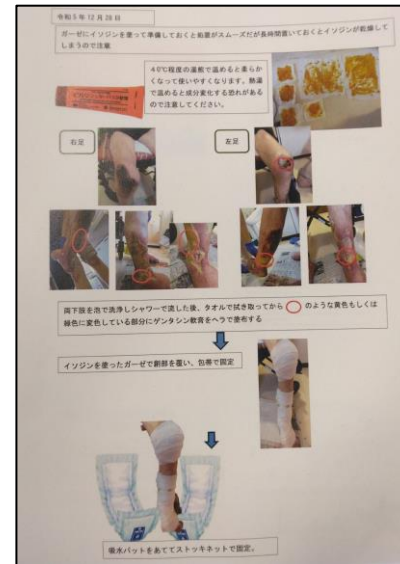 令和5年12月28日
ガーゼにイソジンを塗って準備しておくと処置がスムーズだが長時間置いておくとイソジンが乾燥して
しまうので注意
40℃程度の湯煎で温めると柔らか
くなって使いやすくなります。熱湯
で温めると成分変化する恐れがある
ので注意してください。
右足
左足
両下肢を泡で洗浄しシャワーで流した後、タオルで拭き取ってから のような黄色もしくは
緑色に変色している部分にゲンタシン軟膏をヘラで塗布する
イソジンを塗ったガーゼで創部を覆い、包帯で固定
吸水パットをあててストッキネットで固定。